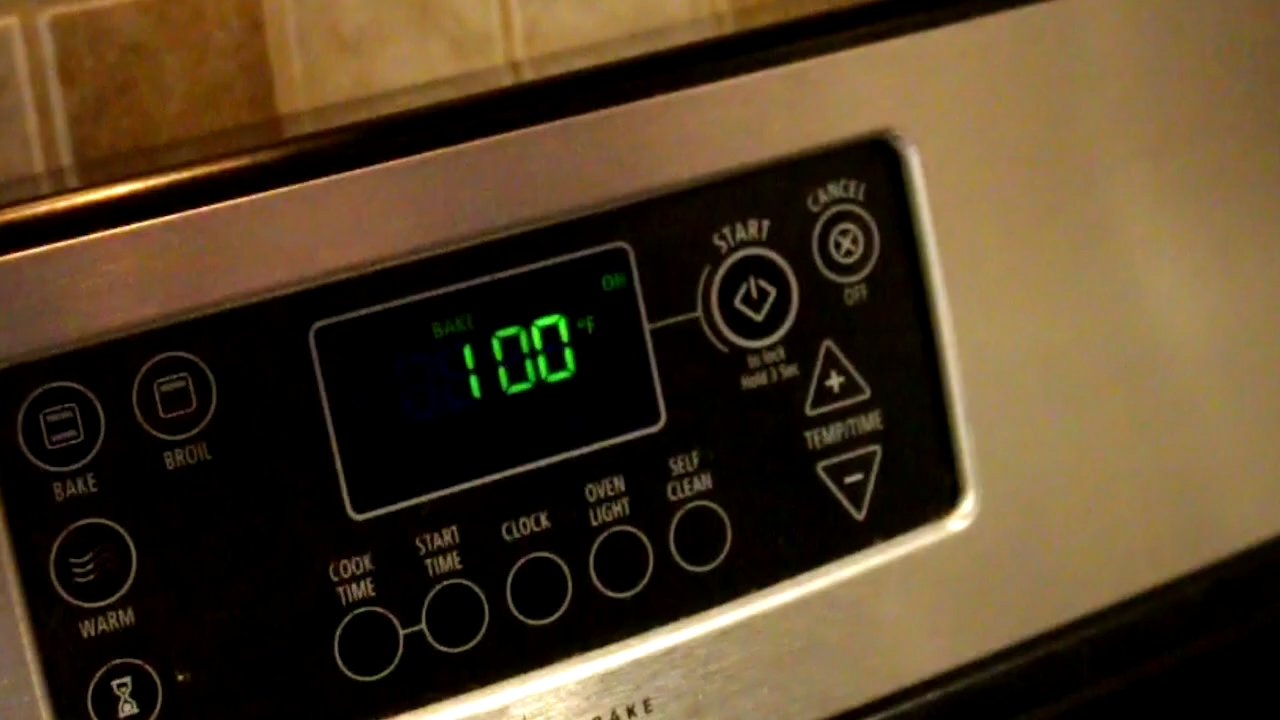 CANCEL
START
OFF
ON
BAKE
100 °F
to lock
Hold 3 Sec
+
TEMP/TIME
-
BAKE
BROIL
WARM
COOK
TIME
START
TIME
CLOCK
OVEN
LIGHT
SELF
CLEAN
BAKE